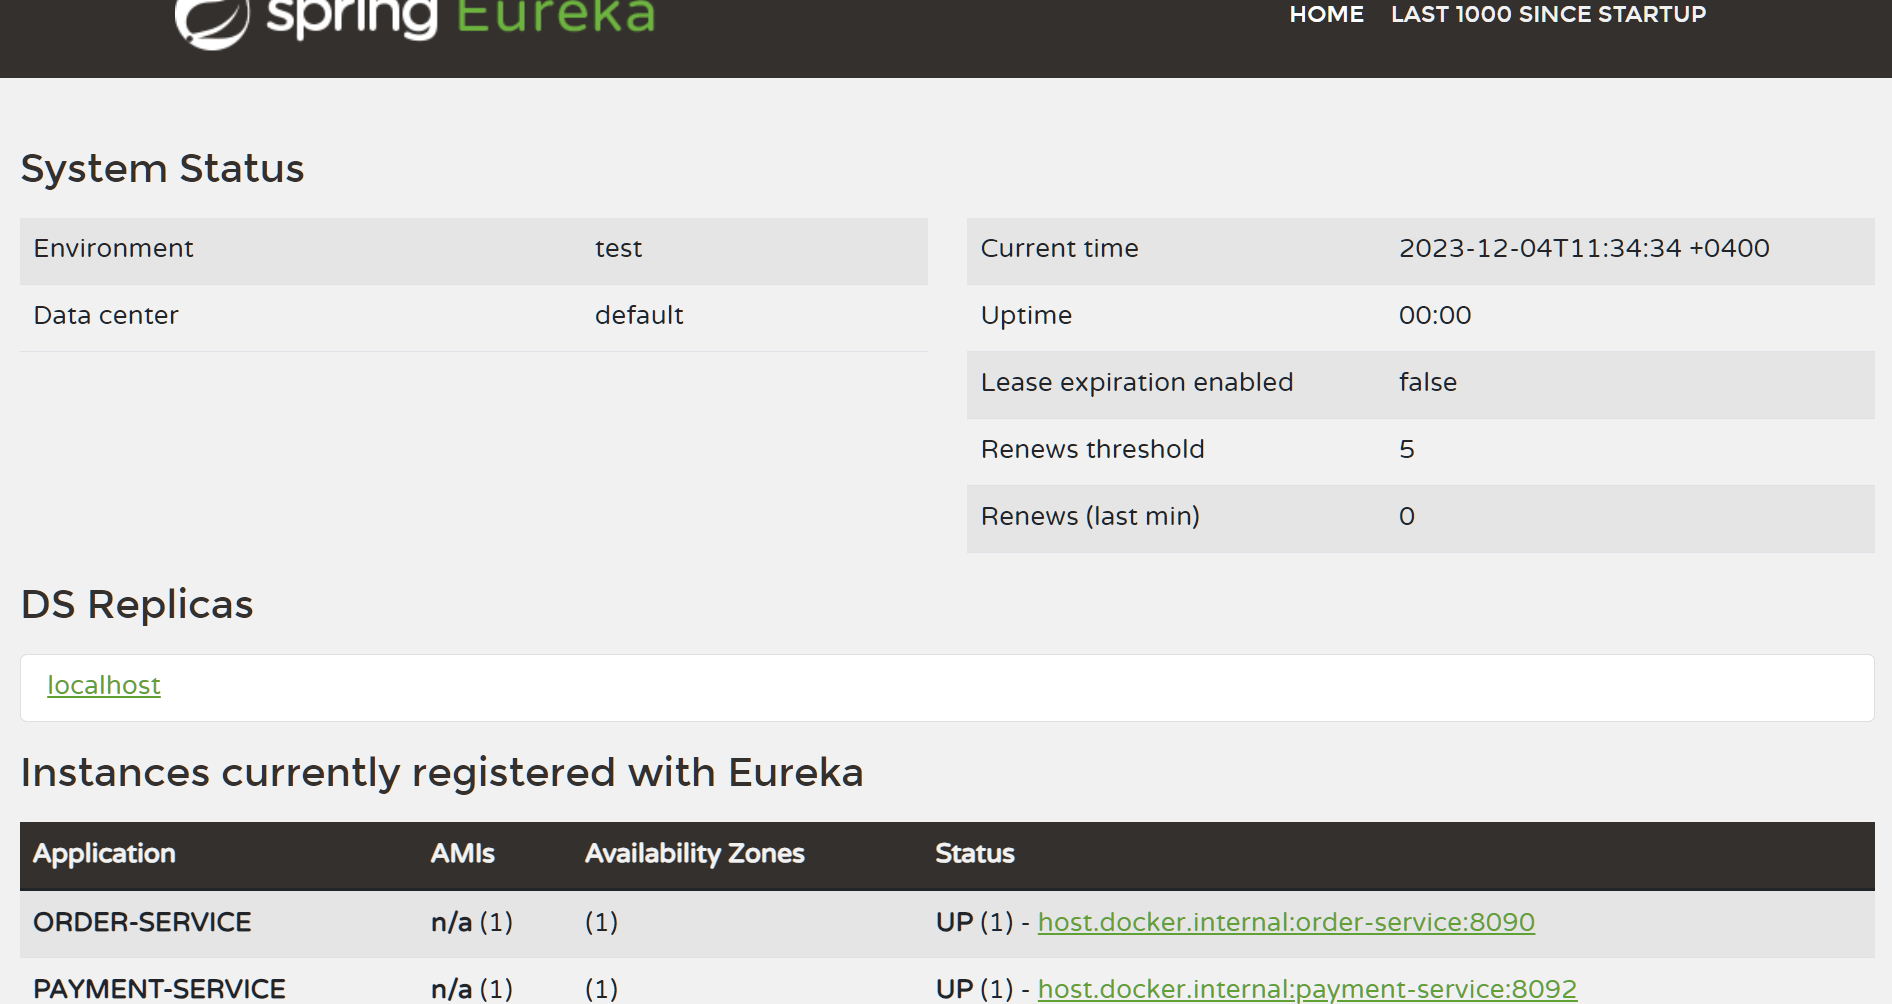 spring Eureka
HOME LAST 1000 SINCE STARTUP
System Status
Environment test
Data center default
Current time 2023-12-04T11:34:34 +0400
Uptime 00:00
Lease expiration enabled false
Renews threshold 5
Renews (last min) 0
DS Replicas
localhost
Instances currently registered with Eureka
Application AMIs Availability Zones Status
ORDER-SERVICE n/a (1) (1) UP (1) - host.docker.internal:order-service:8090
PAYMENT-SERVICE n/a (1) (1) UP (1) - host.docker.internal:payment-service:8092